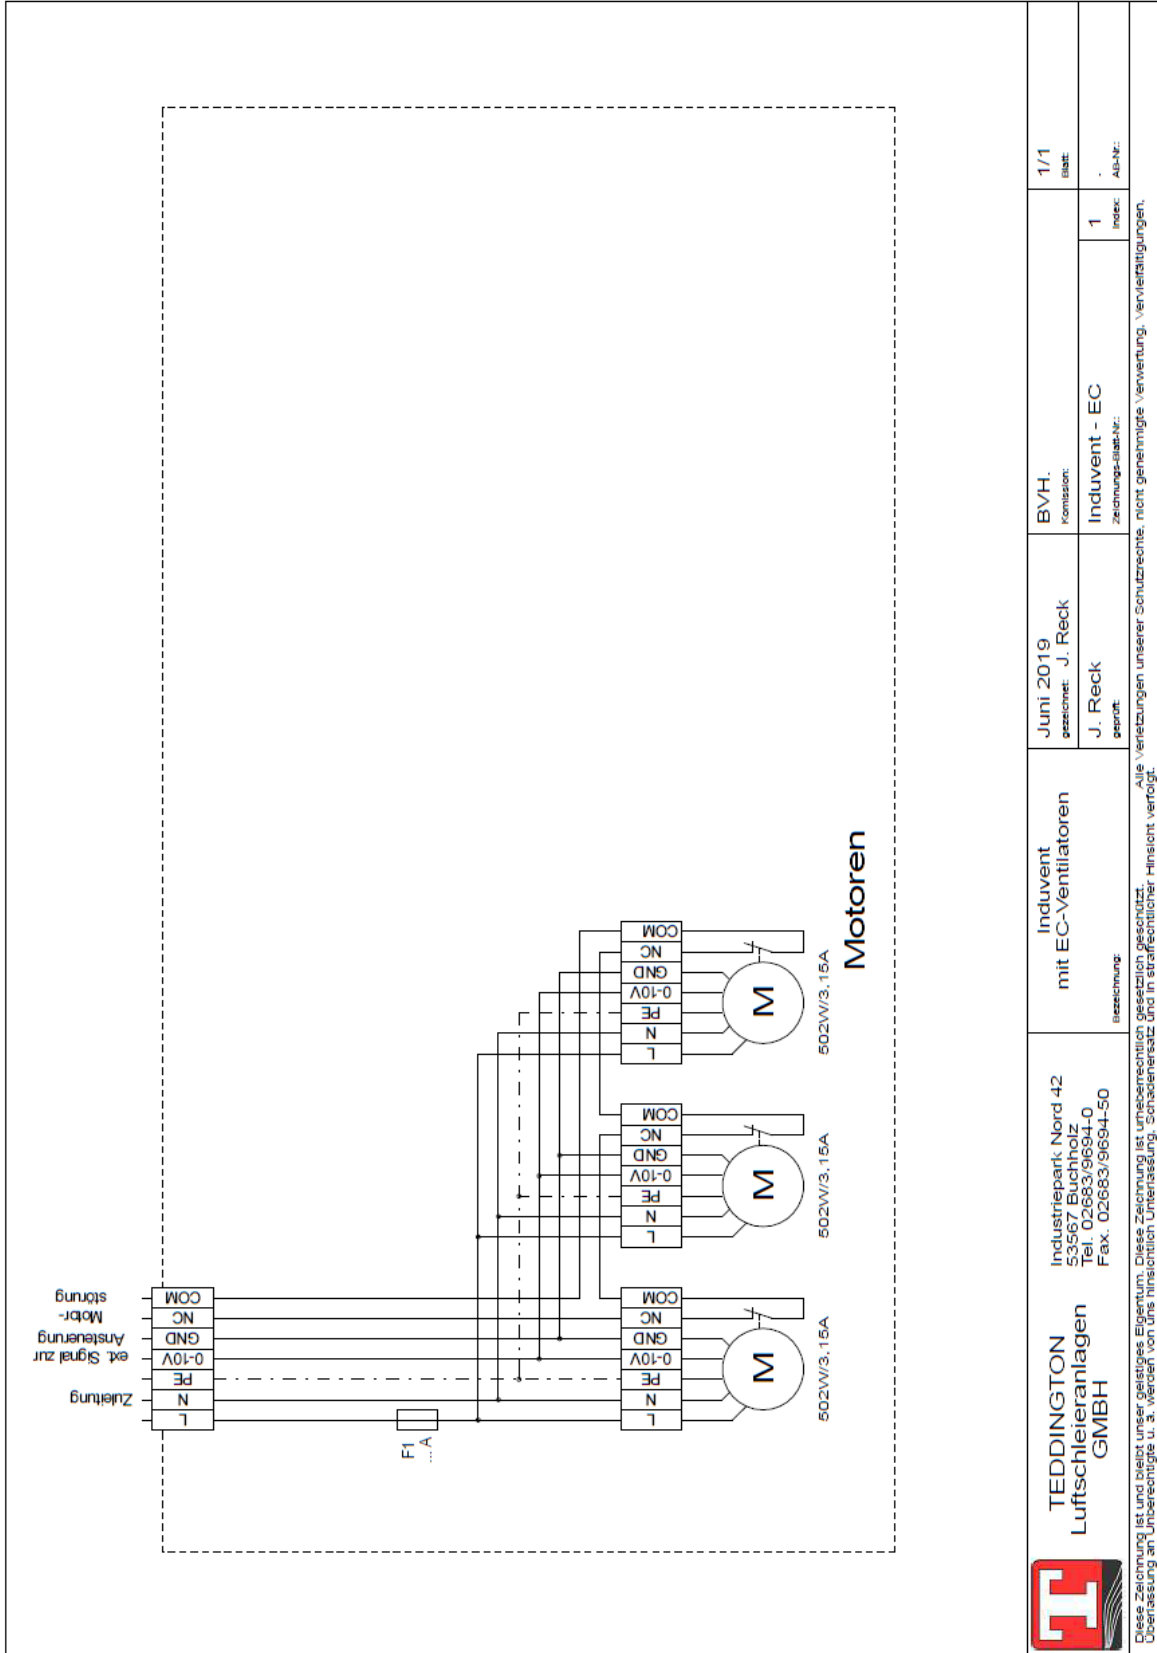 Zuleitung
ext. Signal zur
Ansteuerung
Motor-
störung
L
N
PE
0-10V
GND
NC
COM
F1
...A
L
N
PE
0-10V
GND
NC
COM
M
502W/3,15A
L
N
PE
0-10V
GND
NC
COM
M
502W/3,15A
L
N
PE
0-10V
GND
NC
COM
M
502W/3,15A
Motoren
T
TEDDINGTON
Luftschleieranlagen
GMBH
Industriepark Nord 42
53567 Buchholz
Tel. 02683/9694-0
Fax. 02683/9694-50
Induvent
mit EC-Ventilatoren
Bezeichnung:
Juni 2019
gezeichnet: J. Reck
J. Reck
geprüft:
BVH.
Komission:
Induvent - EC
Zeichnungs-Blatt-Nr.:
1
Index:
1/1
Blatt:
.
AB-Nr.:
Diese Zeichnung ist und bleibt unser geistiges Eigentum. Diese Zeichnung ist urheberrechtlich gesetzlich geschützt. Alle Verletzungen unserer Schutzrechte, nicht genehmigte Verwertung, Vervielfältigungen,
Überlassung an Unberechtigte u. a. werden von uns hinsichtlich Unterlassung, Schadenersatz und in strafrechtlicher Hinsicht verfolgt.